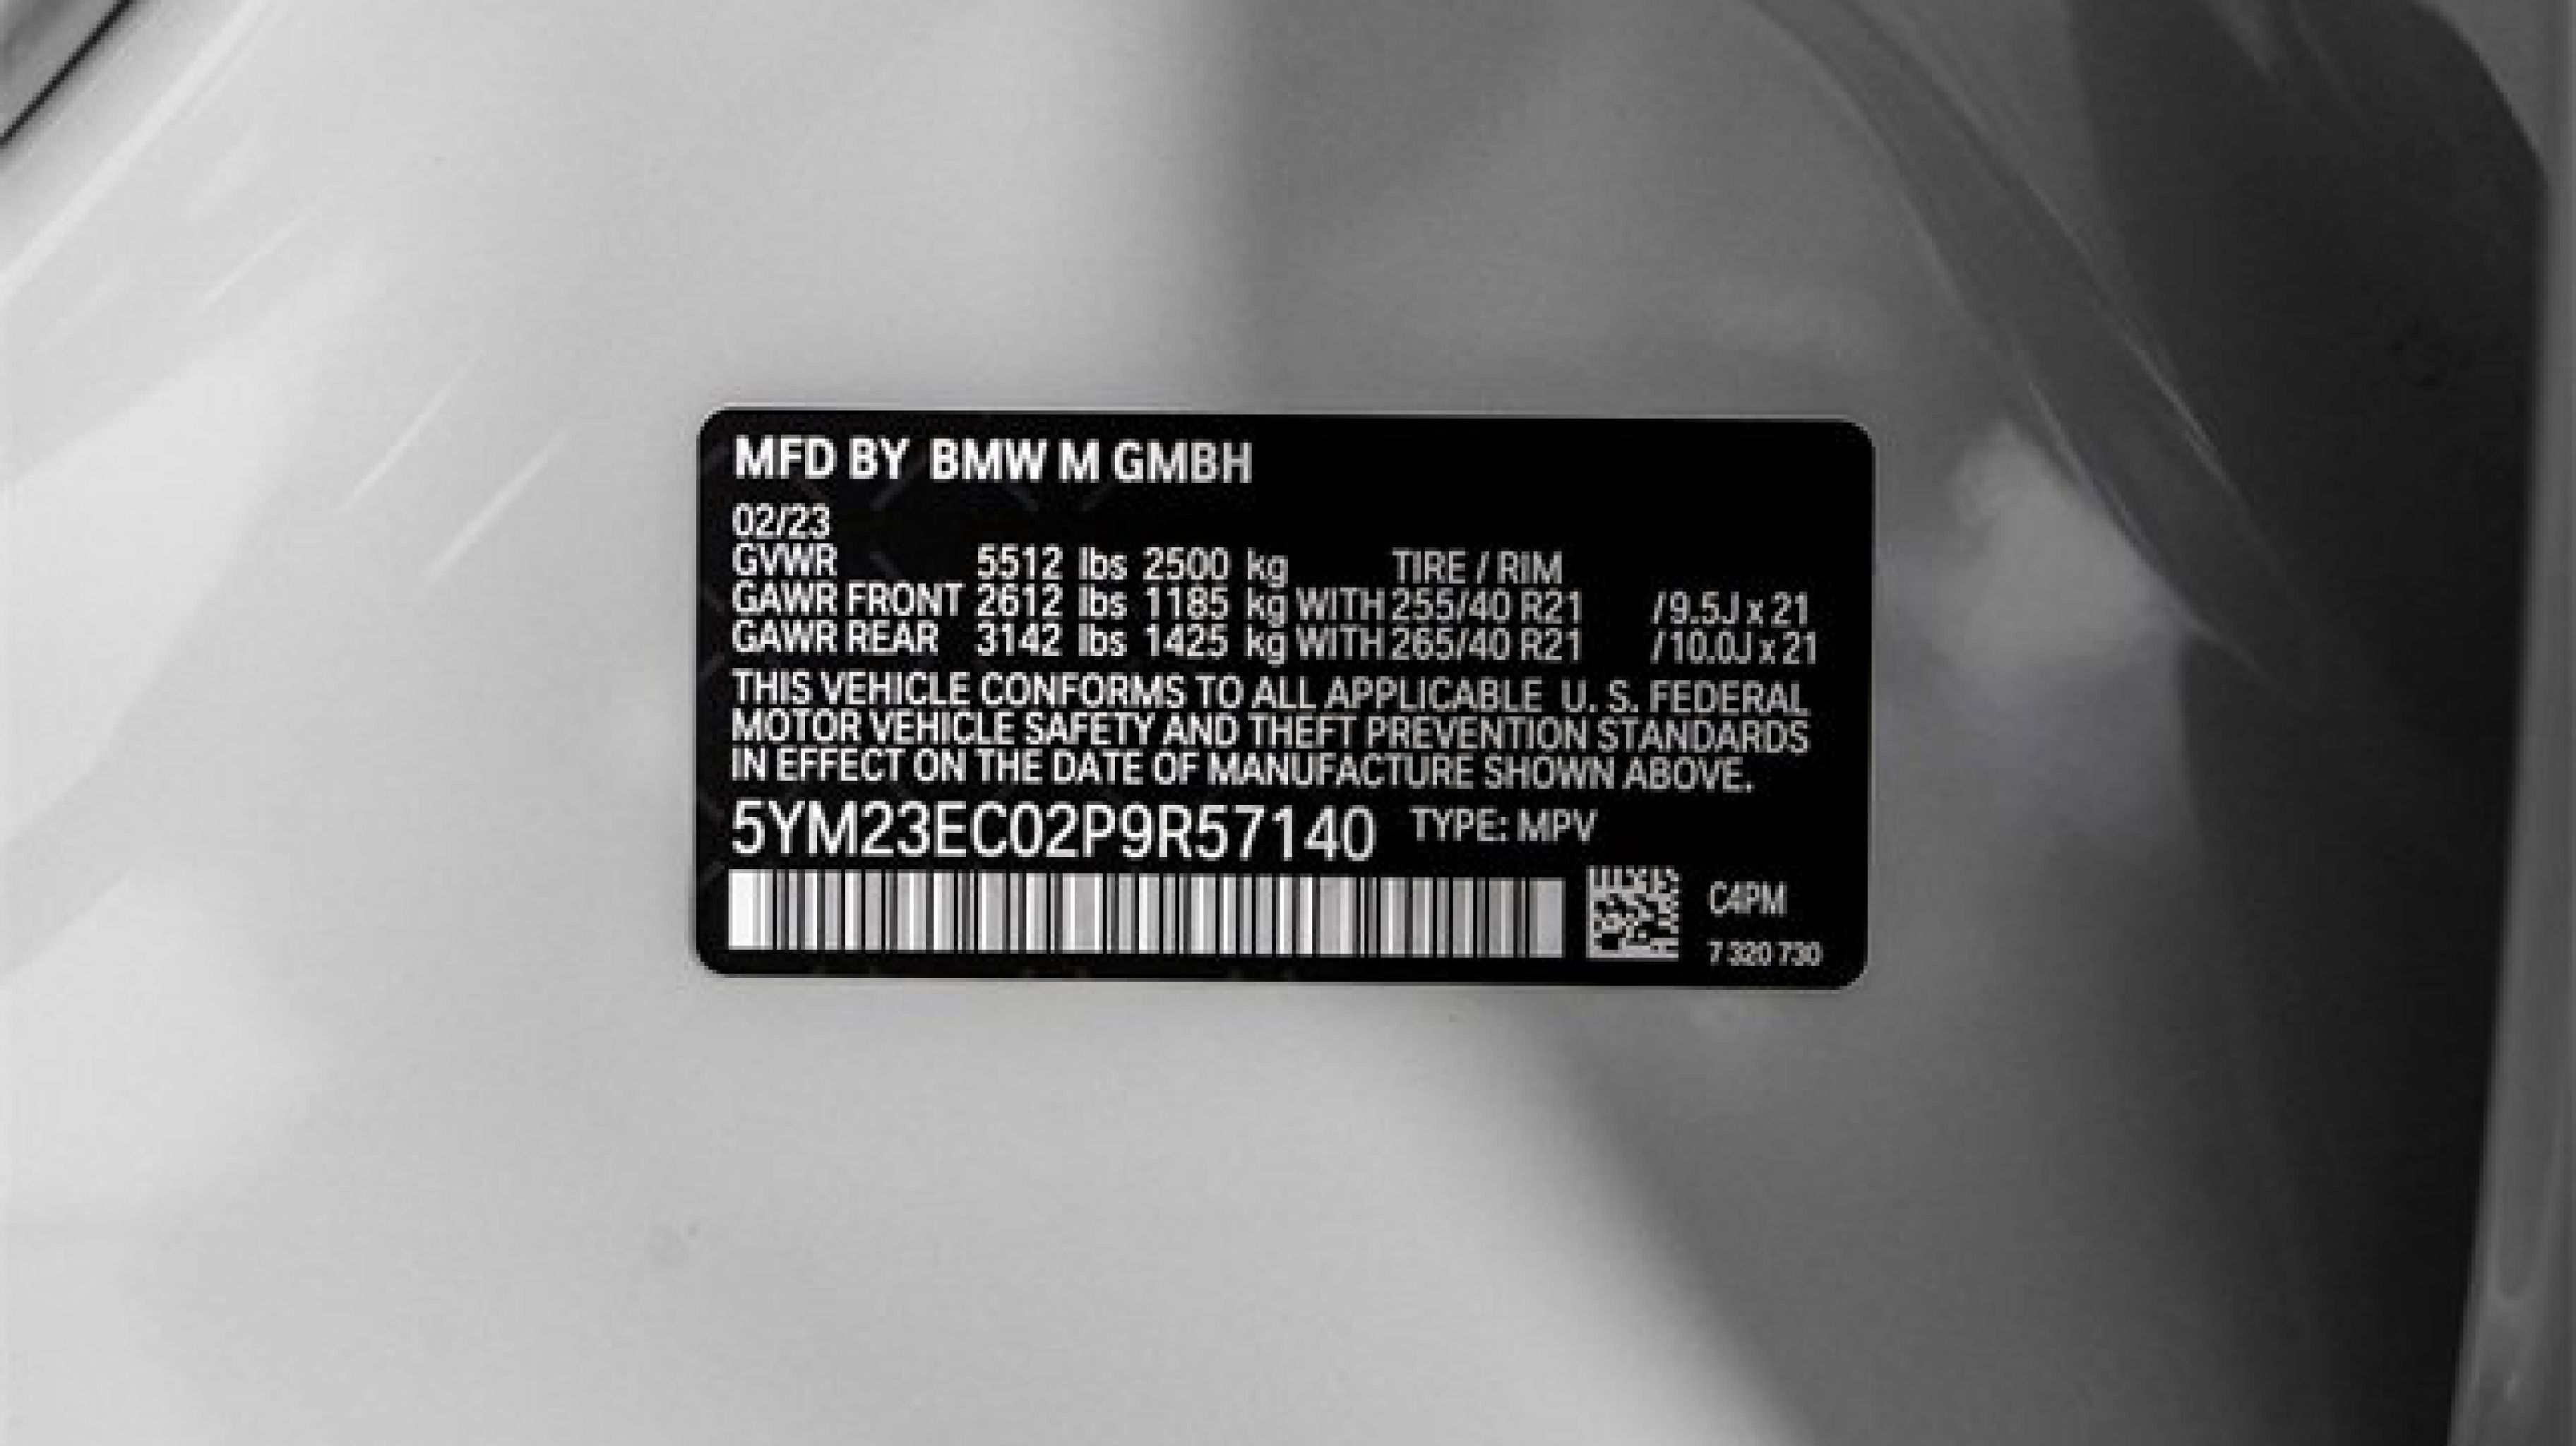 MFD BY BMW M GMBH
02/23
GVWR 5512 lbs 2500 kg TIRE / RIM
GAWR FRONT 2612 lbs 1185 kg WITH 255/40 R21 / 9.5J x 21
GAWR REAR 3142 lbs 1425 kg WITH 265/40 R21 / 10.0J x 21
THIS VEHICLE CONFORMS TO ALL APPLICABLE U. S. FEDERAL
MOTOR VEHICLE SAFETY AND THEFT PREVENTION STANDARDS
IN EFFECT ON THE DATE OF MANUFACTURE SHOWN ABOVE.
5YM23EC02P9R57140 TYPE: MPV
C4PM
7 320 730